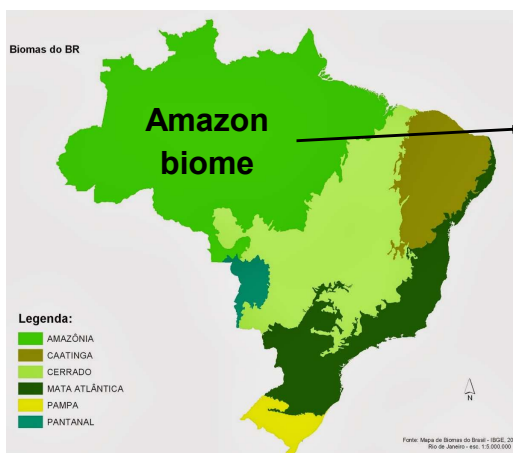 Biomas do BR
Amazon
biome
Legenda:
AMAZÔNIA
CAATINGA
CERRADO
MATA ATLÂNTICA
PAMPA
PANTANAL
N
Fonte: Mapa de Biomas do Brasil - IBGE, 20
Rio de Janeiro - esc. 1:5.000.000